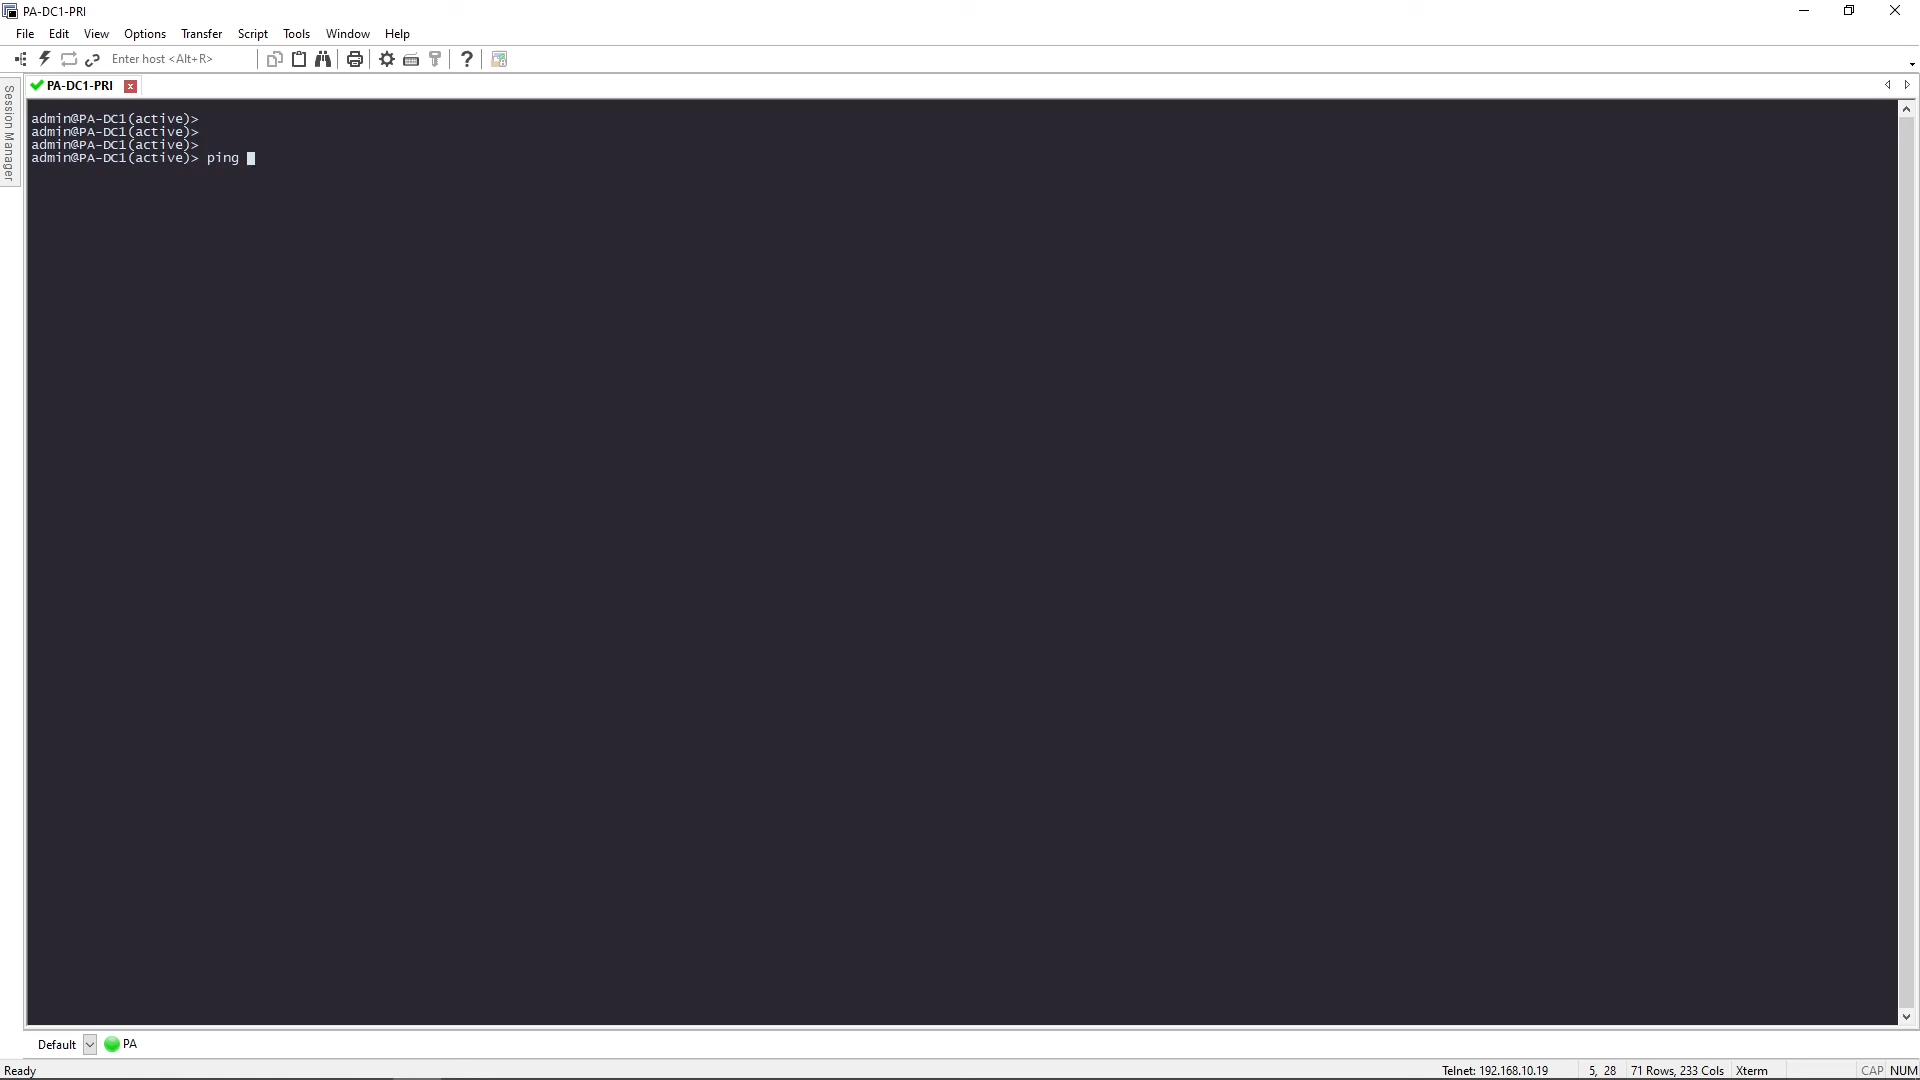 PA-DC1-PRI
File Edit View Options Transfer Script Tools Window Help
Enter host <Alt+R>
PA-DC1-PRI
Session Manager
admin@PA-DC1(active)>
admin@PA-DC1(active)>
admin@PA-DC1(active)>
admin@PA-DC1(active)> ping
Default PA
Ready Telnet: 192.168.10.19 5, 28 71 Rows, 233 Cols Xterm CAP NUM